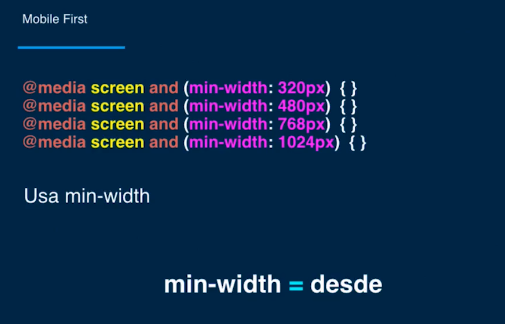 Mobile First
@media screen and (min-width: 320px) { }
@media screen and (min-width: 480px) { }
@media screen and (min-width: 768px) { }
@media screen and (min-width: 1024px) { }
Usa min-width
min-width = desde